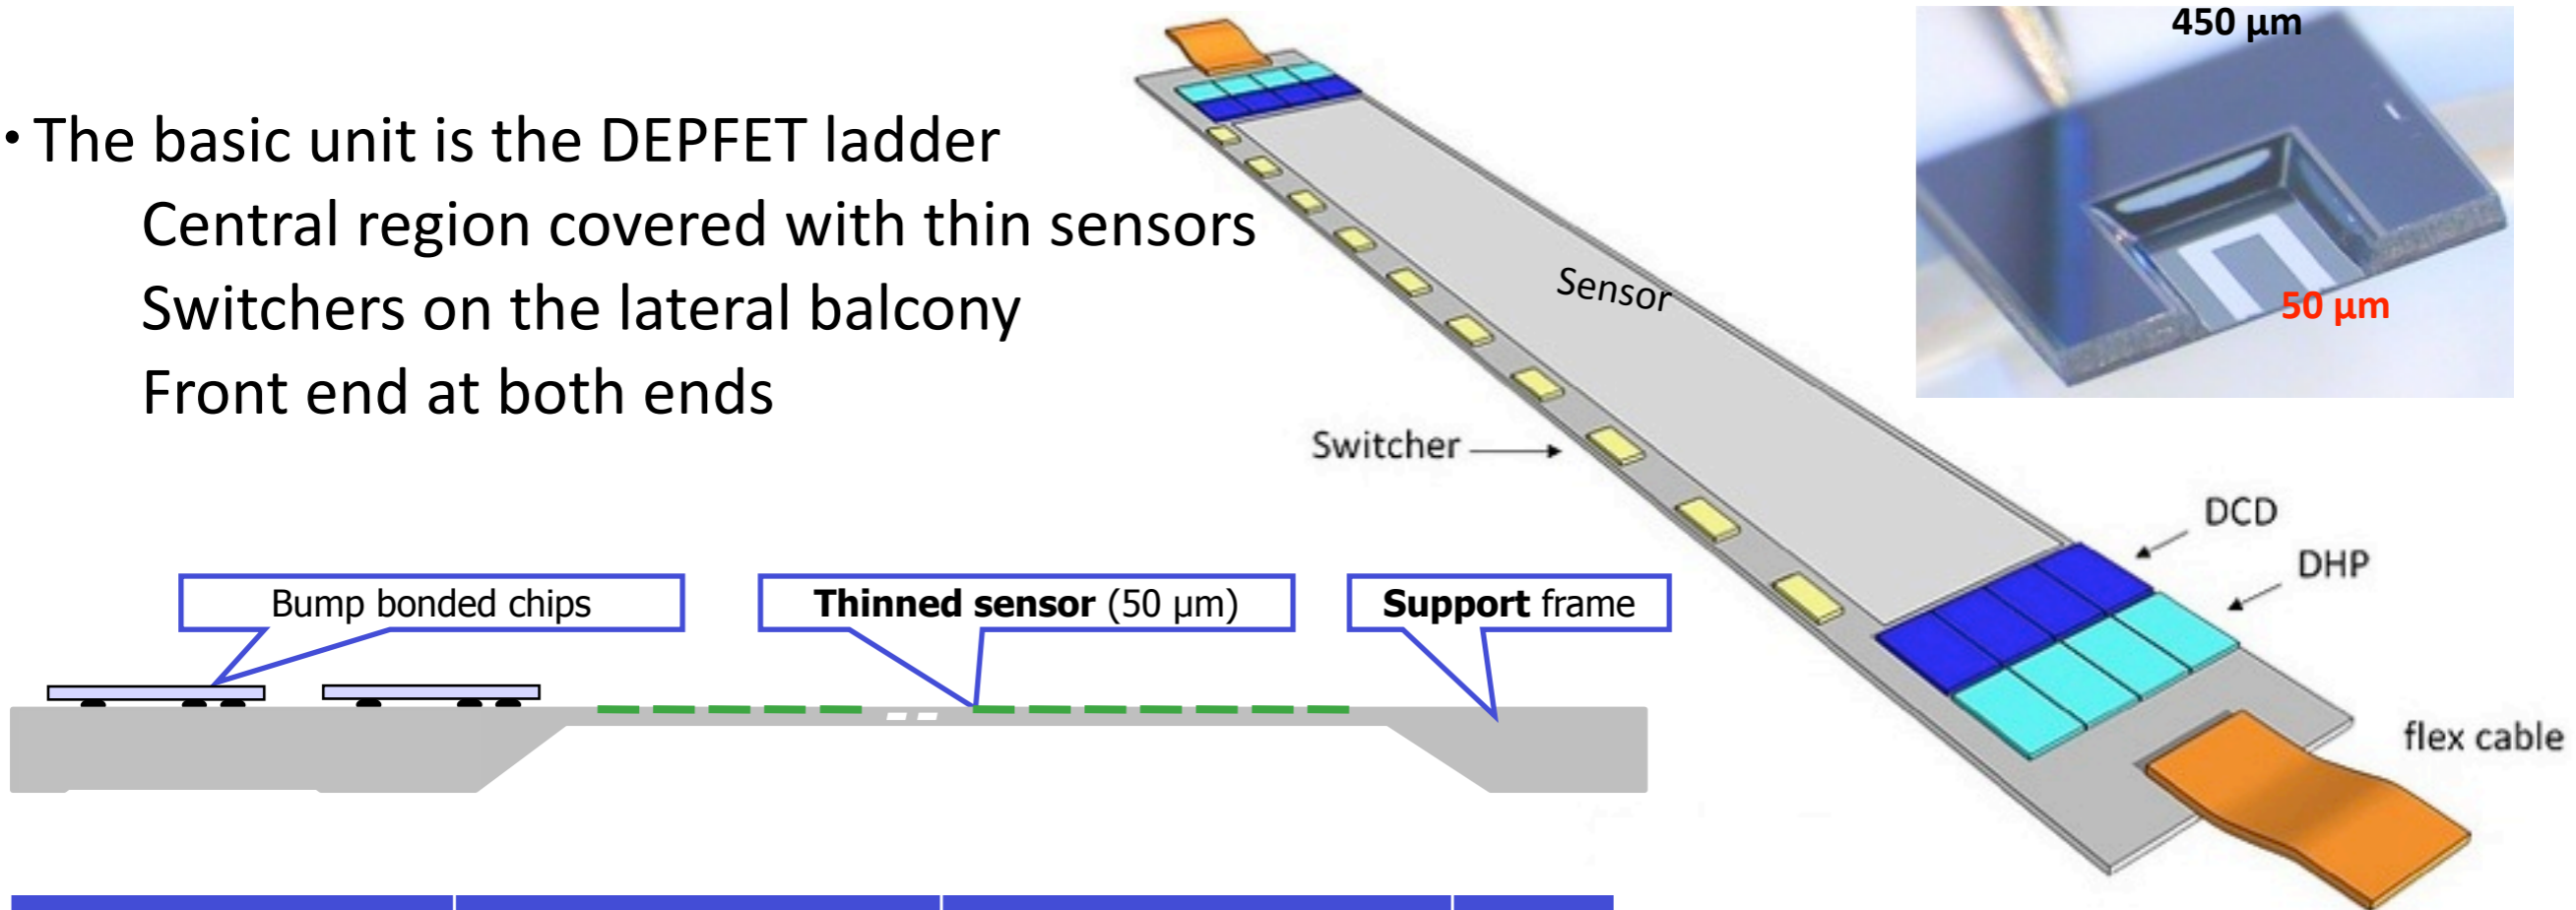 450 µm
• The basic unit is the DEPFET ladder
Central region covered with thin sensors
Switchers on the lateral balcony
Front end at both ends
Sensor
50 µm
Switcher
DCD
DHP
flex cable
Bump bonded chips
Thinned sensor (50 µm)
Support frame